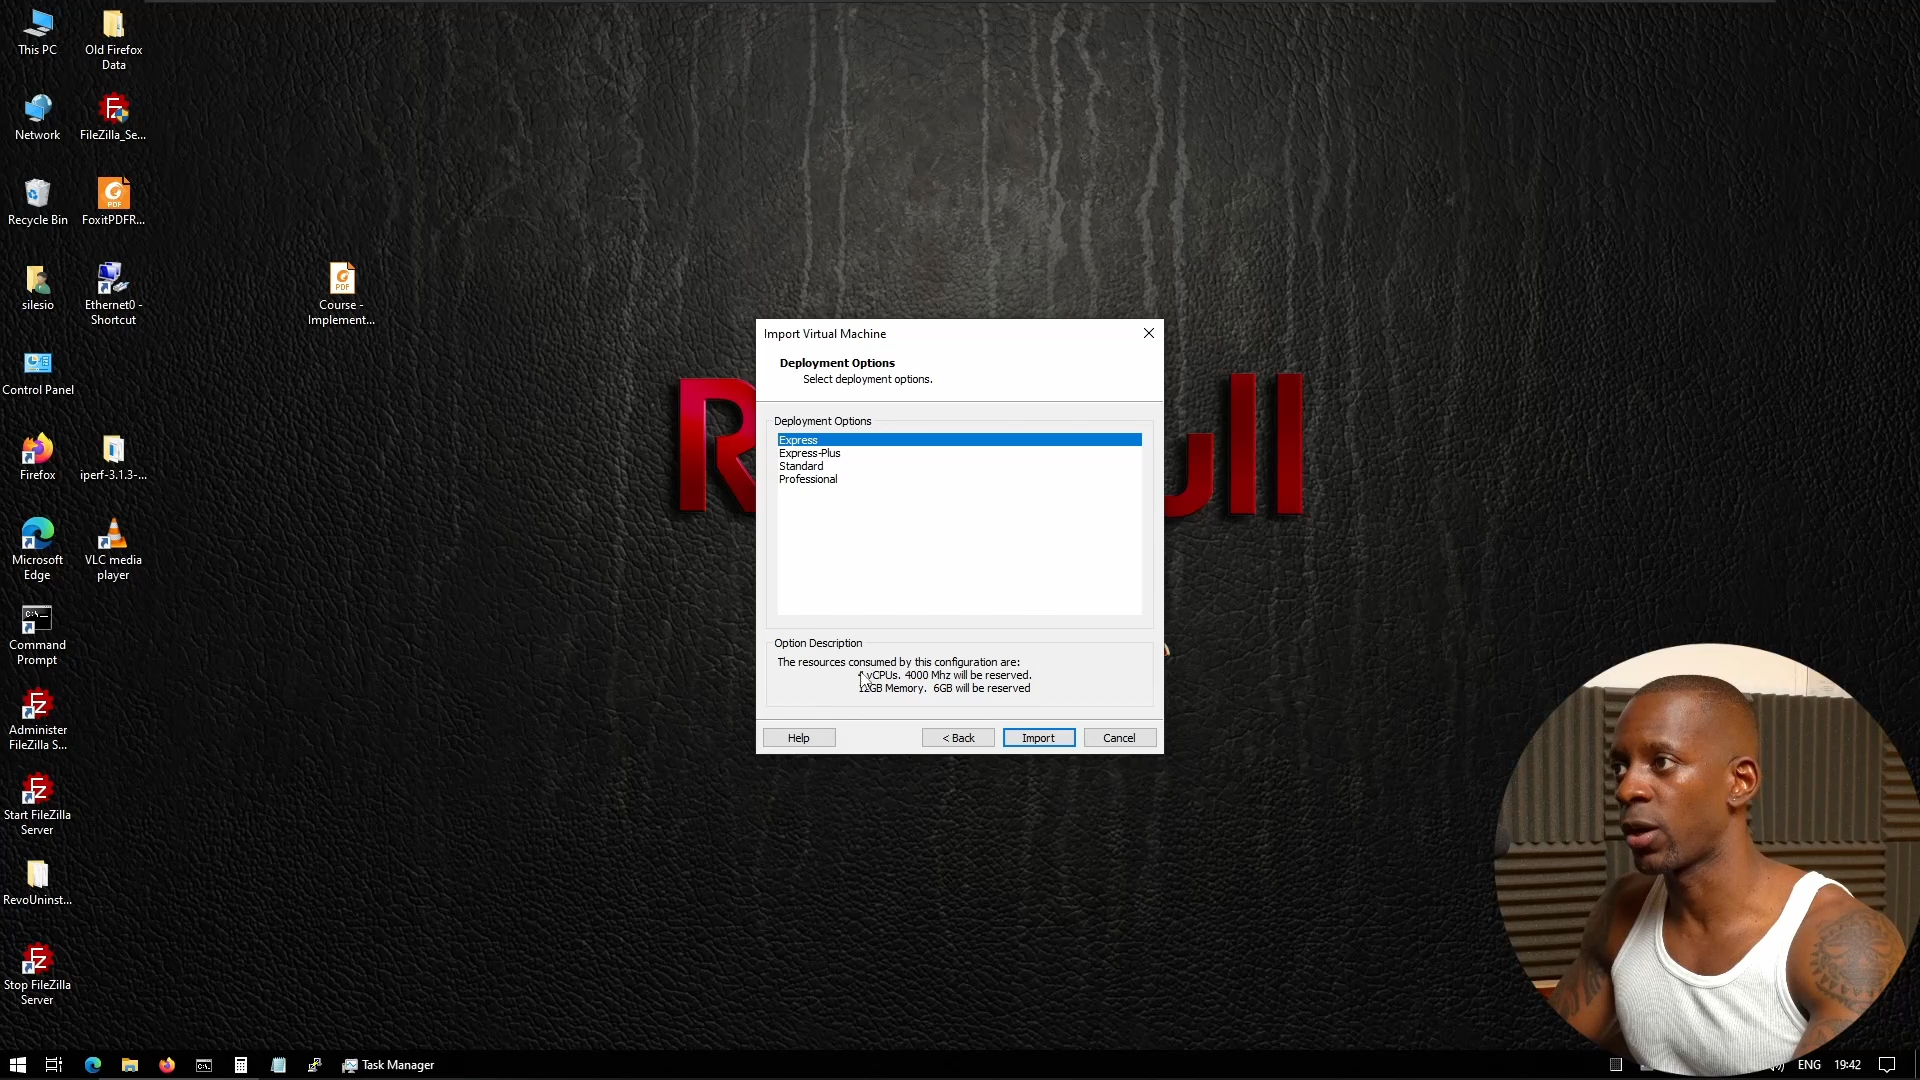 This PC
Old Firefox
Data
Network
FileZilla_Se...
Recycle Bin
FoxitPDFR...
silesio
Ethernet0 -
Shortcut
Course -
Implement...
Control Panel
Firefox
iperf-3.1.3-...
Microsoft
Edge
VLC media
player
Command
Prompt
Administer
FileZilla S...
Start FileZilla
Server
RevoUninst...
Stop FileZilla
Server
Import Virtual Machine
Deployment Options
Select deployment options.
Deployment Options
Express
Express-Plus
Standard
Professional
Option Description
The resources consumed by this configuration are:
vCPUs. 4000 Mhz will be reserved.
12GB Memory. 6GB will be reserved
Help
< Back
Import
Cancel
Task Manager
ENG
19:42